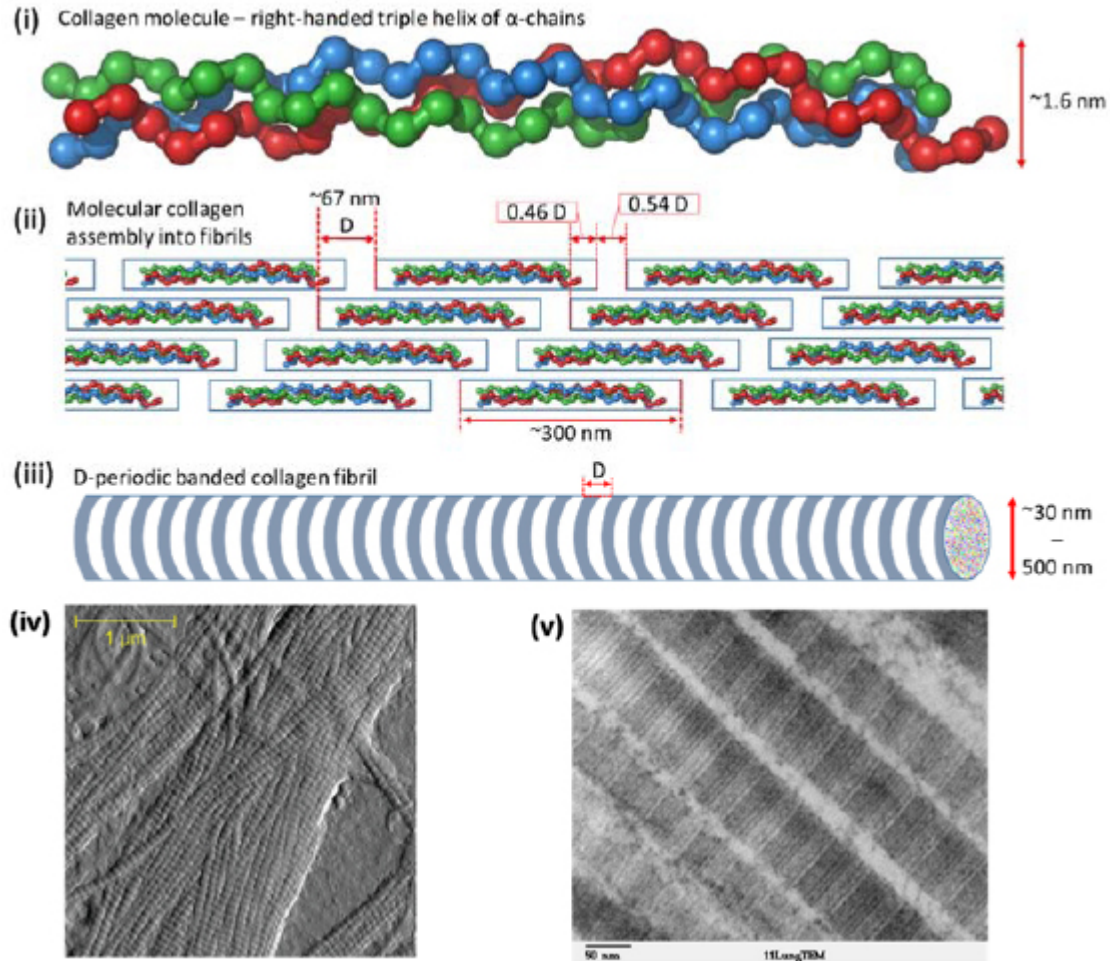 (i) Collagen molecule – right-handed triple helix of α-chains
~1.6 nm
(ii) Molecular collagen
assembly into fibrils
~67 nm
D
0.46 D
0.54 D
~300 nm
(iii) D-periodic banded collagen fibril
D
~30 nm
–
500 nm
(iv)
1 μm
(v)
50 nm
11LungTEM